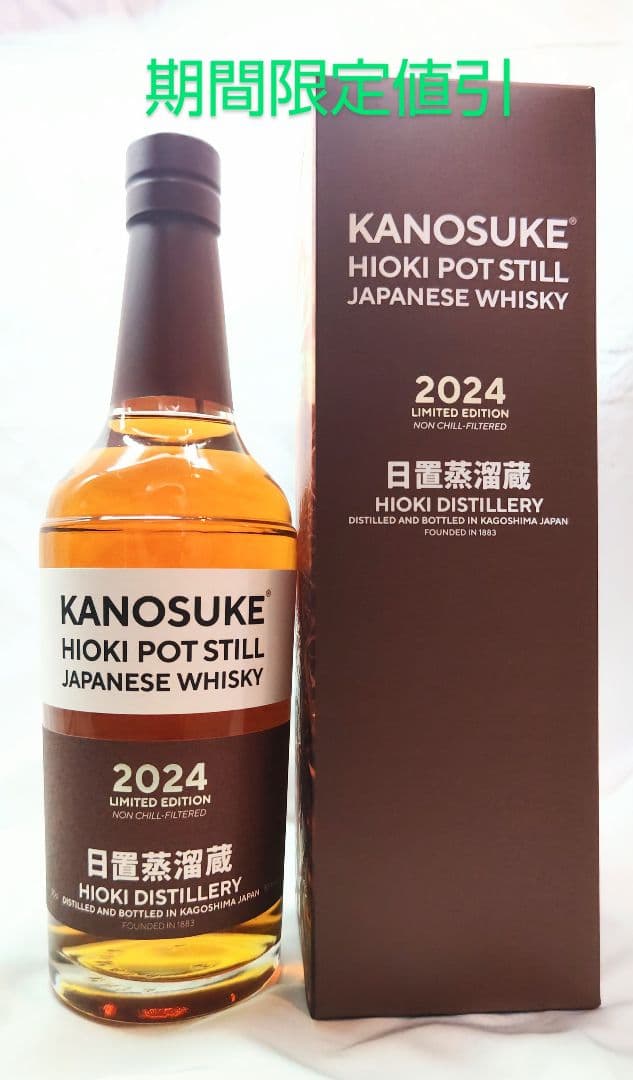 期間限定値引
KANOSUKE®
HIOKI POT STILL
JAPANESE WHISKY
2024
LIMITED EDITION
NON CHILL-FILTERED
日置蒸溜蔵
HIOKI DISTILLERY
DISTILLED AND BOTTLED IN KAGOSHIMA JAPAN
FOUNDED IN 1883
KANOSUKE®
HIOKI POT STILL
JAPANESE WHISKY
2024
LIMITED EDITION
NON CHILL-FILTERED
日置蒸溜蔵
HIOKI DISTILLERY
DISTILLED AND BOTTLED IN KAGOSHIMA JAPAN
FOUNDED IN 1883